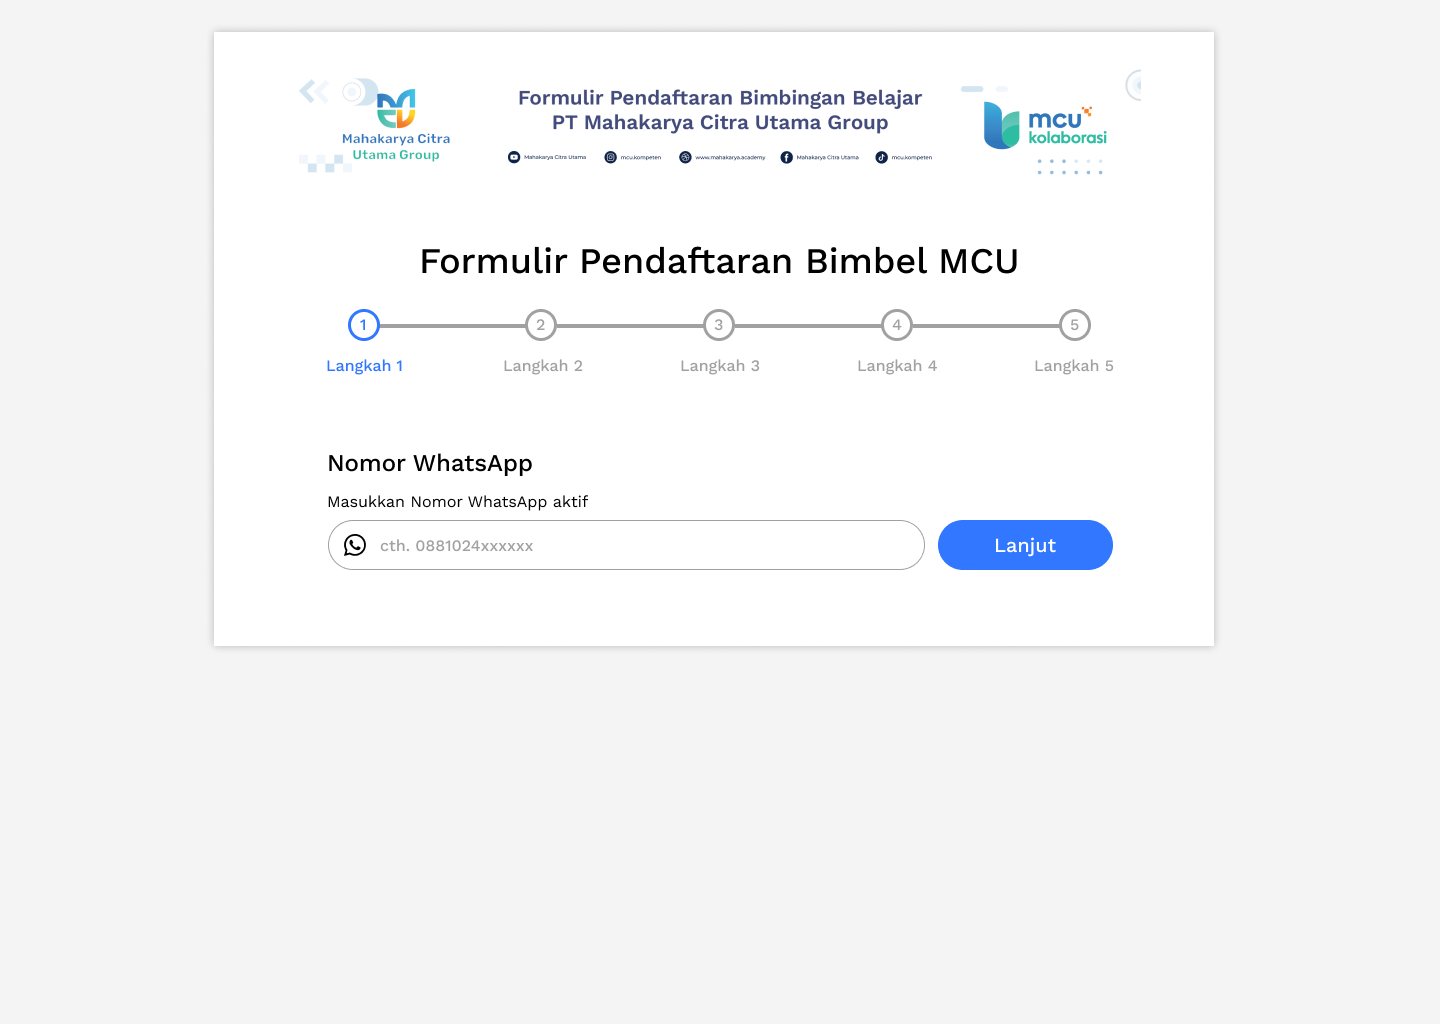 Mahakarya Citra
Utama Group
Formulir Pendaftaran Bimbingan Belajar
PT Mahakarya Citra Utama Group
Mahakarya Citra Utama
mcu.kompeten
www.mahakarya.academy
Mahakarya Citra Utama
mcu.kompeten
mcu
kolaborasi
Formulir Pendaftaran Bimbel MCU
1 2 3 4 5
Langkah 1 Langkah 2 Langkah 3 Langkah 4 Langkah 5
Nomor WhatsApp
Masukkan Nomor WhatsApp aktif
cth. 0881024xxxxxx
Lanjut